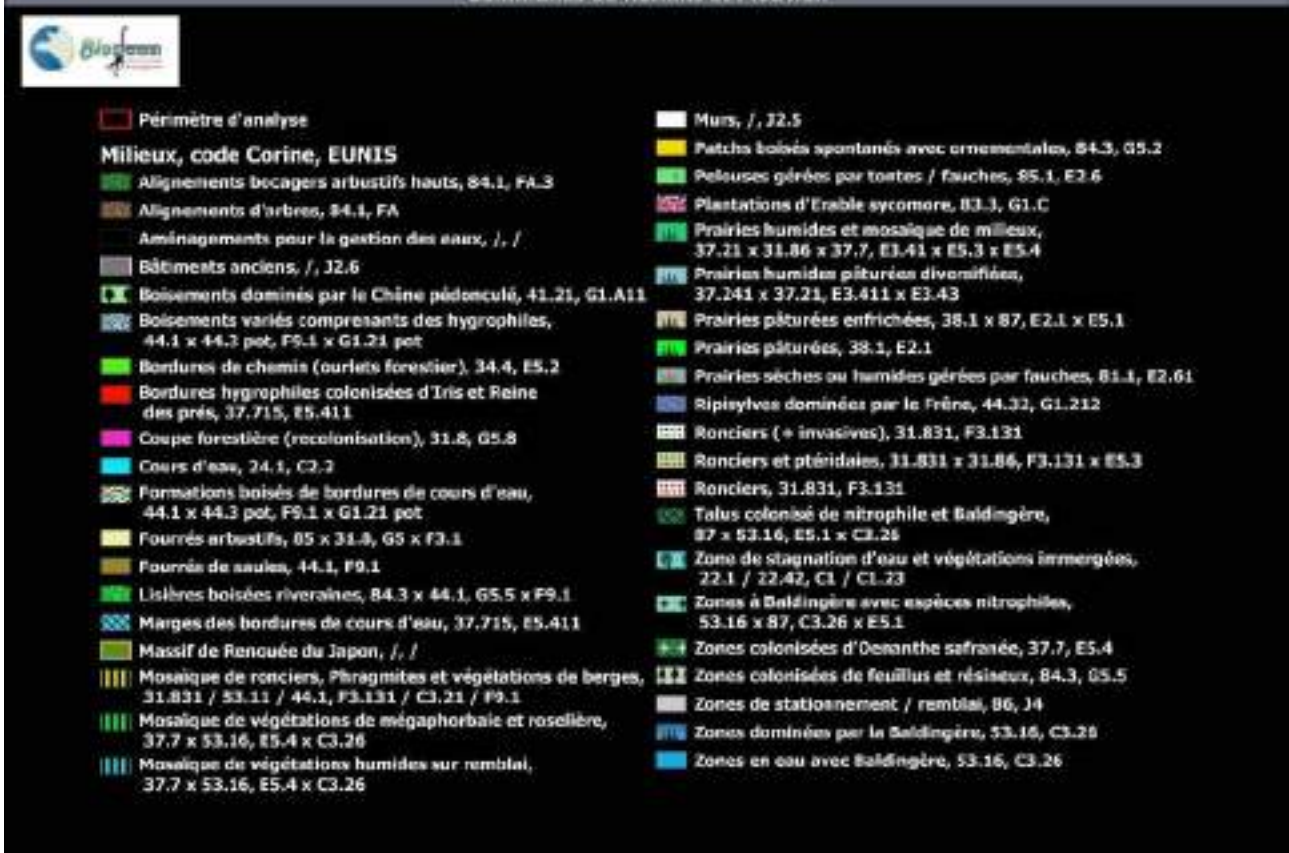 Périmètre d'analyse
Milieux, code Corine, EUNIS
Alignements bocagers arbustifs hauts, 84.1, FA.3
Alignements d'arbres, 84.1, FA
Aménagements pour la gestion des eaux, /, /
Bâtiments anciens, /, J2.6
Boisements dominés par le Chêne pédonculé, 41.21, G1.A11
Boisements variés comprenants des hygrophiles,
44.1 x 44.3 pot, F9.1 x G1.21 pot
Bordures de chemin (ourlets forestier), 34.4, E5.2
Bordures hygrophiles colonisées d'Iris et Reine
des prés, 37.715, E5.411
Coupe forestière (recolonisation), 31.8, G5.8
Cours d'eau, 24.1, C2.3
Formations boisés de bordures de cours d'eau,
44.1 x 44.3 pot, F9.1 x G1.21 pot
Fourrés arbustifs, 85 x 31.8, G5 x F3.1
Fourrés de saules, 44.1, F9.1
Lisières boisées riveraines, 84.3 x 44.1, G5.5 x F9.1
Marges des bordures de cours d'eau, 37.715, E5.411
Massif de Renouée du Japon, /, /
Mosaïque de ronciers, Phragmites et végétations de berges,
31.831 / 53.11 / 44.1, F3.131 / C3.21 / F9.1
Mosaïque de végétations de mégaphorbaie et roselière,
37.7 x 53.16, E5.4 x C3.26
Mosaïque de végétations humides sur remblai,
37.7 x 53.16, E5.4 x C3.26
Murs, /, J2.5
Patchs boisés spontanés avec ornementales, 84.3, G5.2
Pelouses gérées par tontes / fauches, 85.1, E2.6
Plantations d'Erable sycomore, 83.3, G1.C
Prairies humides et mosaïque de milieux,
37.21 x 31.86 x 37.7, E3.41 x E5.3 x E5.4
Prairies humides pâturées diversifiées,
37.241 x 37.21, E3.411 x E3.43
Prairies pâturées enfrichées, 38.1 x 87, E2.1 x E5.1
Prairies pâturées, 38.1, E2.1
Prairies sèches ou humides gérées par fauches, 81.1, E2.61
Ripisylves dominées par le Frêne, 44.32, G1.212
Ronciers (+ invasives), 31.831, F3.131
Ronciers et ptéridaies, 31.831 x 31.86, F3.131 x E5.3
Ronciers, 31.831, F3.131
Talus colonisé de nitrophile et Baldingère,
87 x 53.16, E5.1 x C3.26
Zone de stagnation d'eau et végétations immergées,
22.1 / 22.42, C1 / C1.23
Zones à Baldingère avec espèces nitrophiles,
53.16 x 87, C3.26 x E5.1
Zones colonisées d'Oenanthe safranée, 37.7, E5.4
Zones colonisées de feuillus et résineux, 84.3, G5.5
Zones de stationnement / remblai, 86, J4
Zones dominées par la Baldingère, 53.16, C3.26
Zones en eau avec Baldingère, 53.16, C3.26